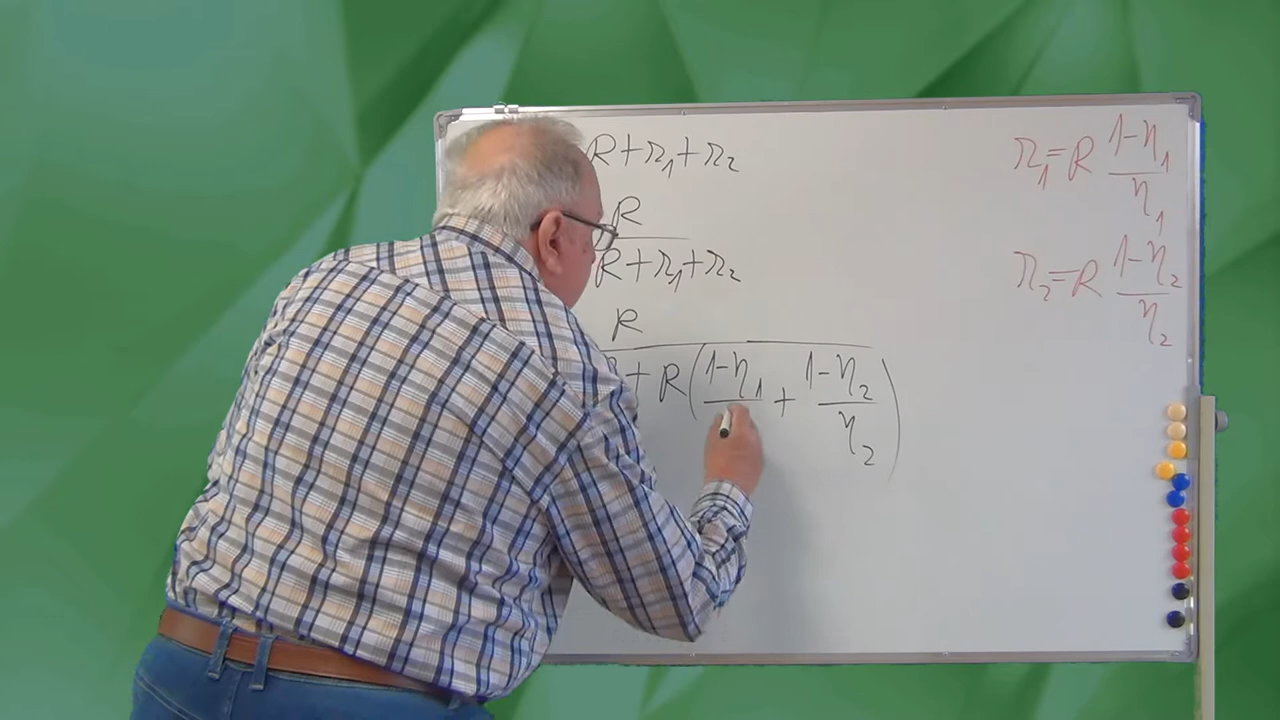 R+r₁+r₂
R
R+r₁+r₂
R
+ R(1-η₁ + 1-η₂/η₂)
r₁=R 1-η₁/η₁
r₂=R 1-η₂/η₂